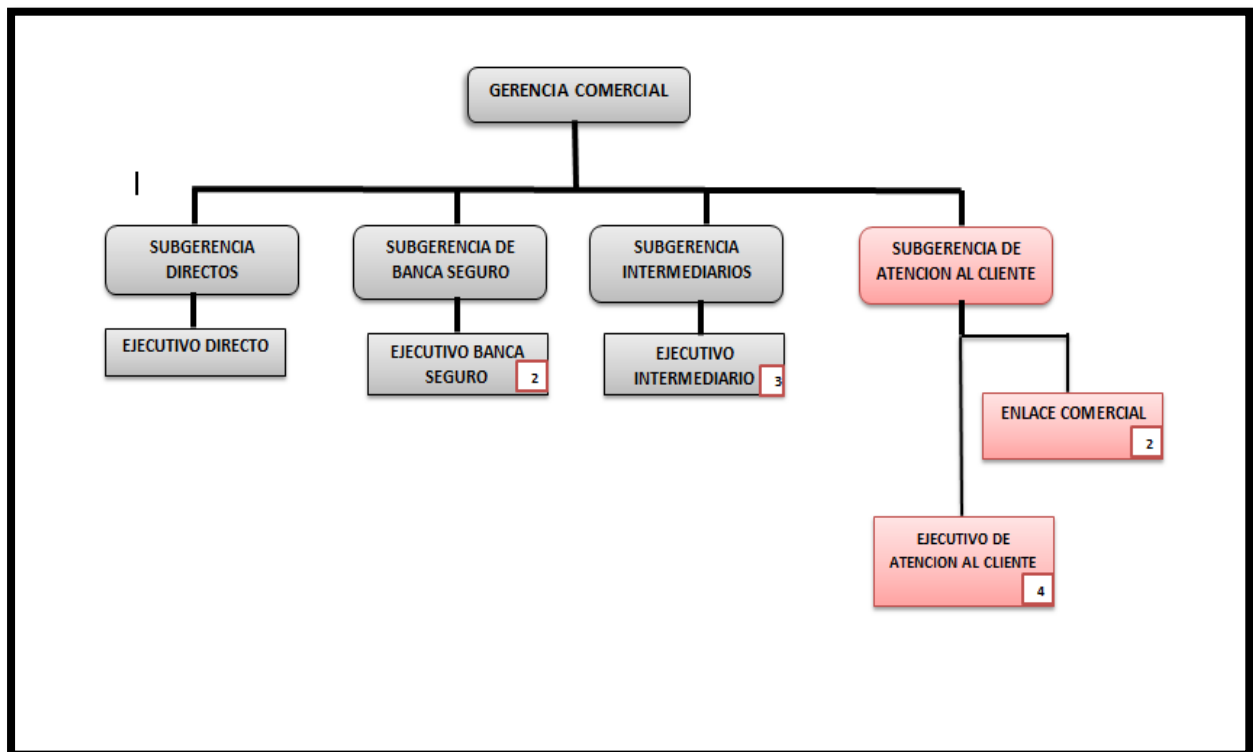 GERENCIA COMERCIAL
SUBGERENCIA
DIRECTOS
SUBGERENCIA DE
BANCA SEGURO
SUBGERENCIA
INTERMEDIARIOS
SUBGERENCIA DE
ATENCION AL CLIENTE
EJECUTIVO DIRECTO
EJECUTIVO BANCA
SEGURO
2
EJECUTIVO
INTERMEDIARIO
3
ENLACE COMERCIAL
2
EJECUTIVO DE
ATENCION AL CLIENTE
4